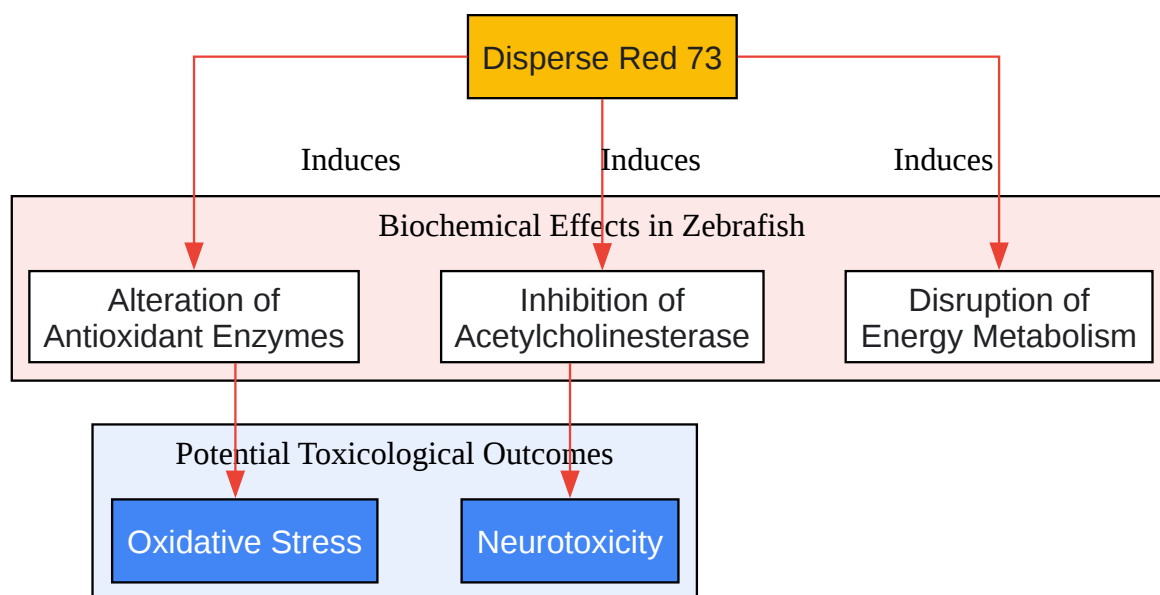 Disperse Red 73
Induces
Induces
Induces
Biochemical Effects in Zebrafish
Alteration of
Antioxidant Enzymes
Inhibition of
Acetylcholinesterase
Disruption of
Energy Metabolism
Potential Toxicological Outcomes
Oxidative Stress
Neurotoxicity